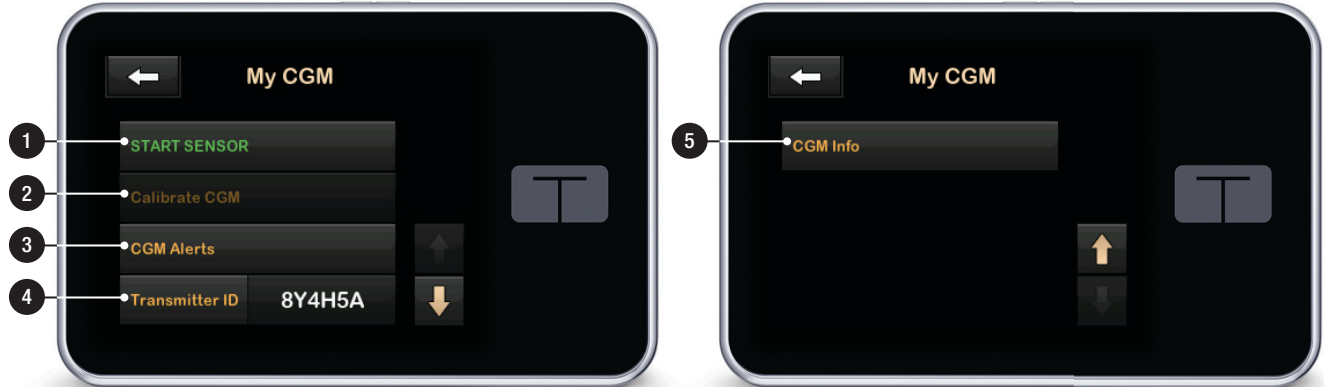 My CGM
1
START SENSOR
2
Calibrate CGM
3
CGM Alerts
4
Transmitter ID 8Y4H5A
My CGM
5
CGM Info